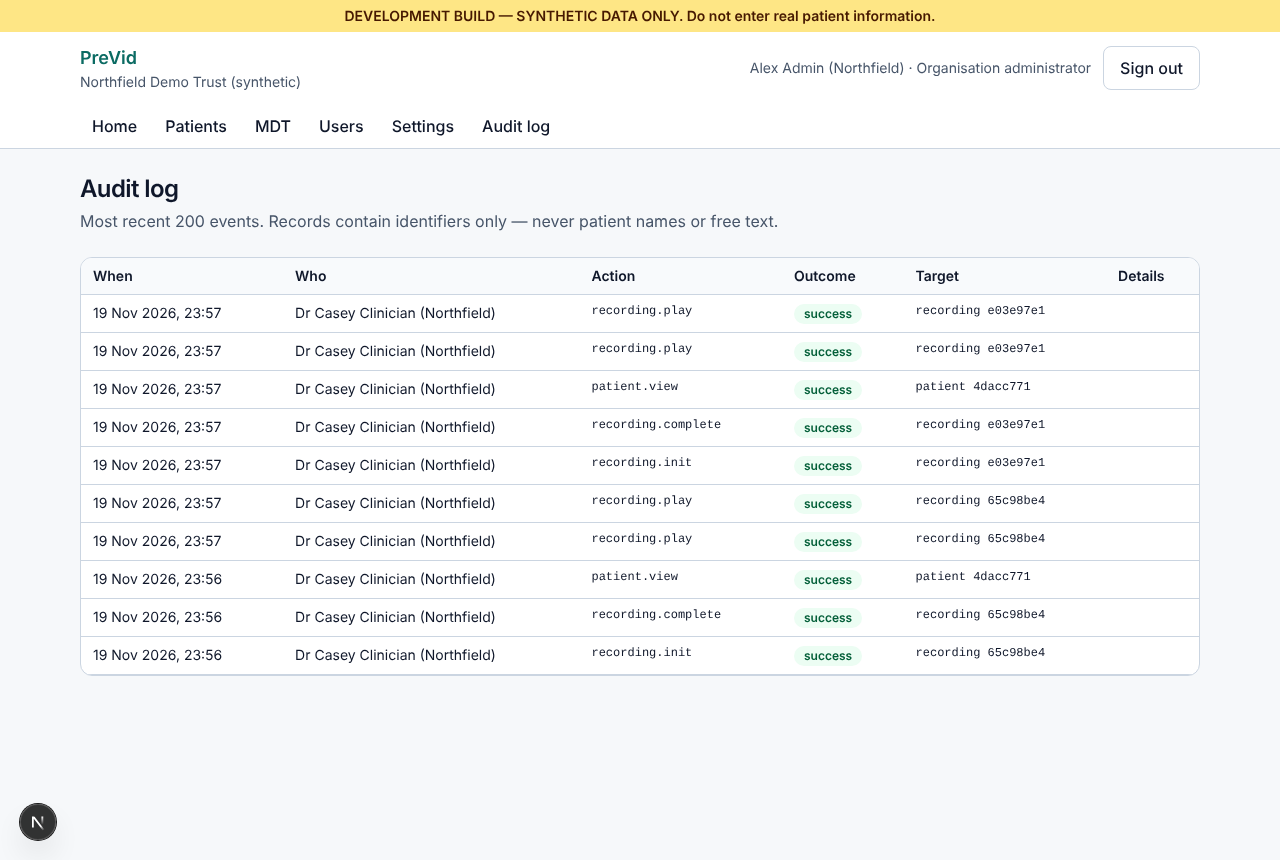 DEVELOPMENT BUILD — SYNTHETIC DATA ONLY. Do not enter real patient information.
PreVid
Northfield Demo Trust (synthetic)
Alex Admin (Northfield) · Organisation administrator
Sign out
Home Patients MDT Users Settings Audit log
Audit log
Most recent 200 events. Records contain identifiers only — never patient names or free text.
When Who Action Outcome Target Details
19 Nov 2026, 23:57 Dr Casey Clinician (Northfield) recording.play success recording e03e97e1
19 Nov 2026, 23:57 Dr Casey Clinician (Northfield) recording.play success recording e03e97e1
19 Nov 2026, 23:57 Dr Casey Clinician (Northfield) patient.view success patient 4dacc771
19 Nov 2026, 23:57 Dr Casey Clinician (Northfield) recording.complete success recording e03e97e1
19 Nov 2026, 23:57 Dr Casey Clinician (Northfield) recording.init success recording e03e97e1
19 Nov 2026, 23:57 Dr Casey Clinician (Northfield) recording.play success recording 65c98be4
19 Nov 2026, 23:57 Dr Casey Clinician (Northfield) recording.play success recording 65c98be4
19 Nov 2026, 23:56 Dr Casey Clinician (Northfield) patient.view success patient 4dacc771
19 Nov 2026, 23:56 Dr Casey Clinician (Northfield) recording.complete success recording 65c98be4
19 Nov 2026, 23:56 Dr Casey Clinician (Northfield) recording.init success recording 65c98be4
N